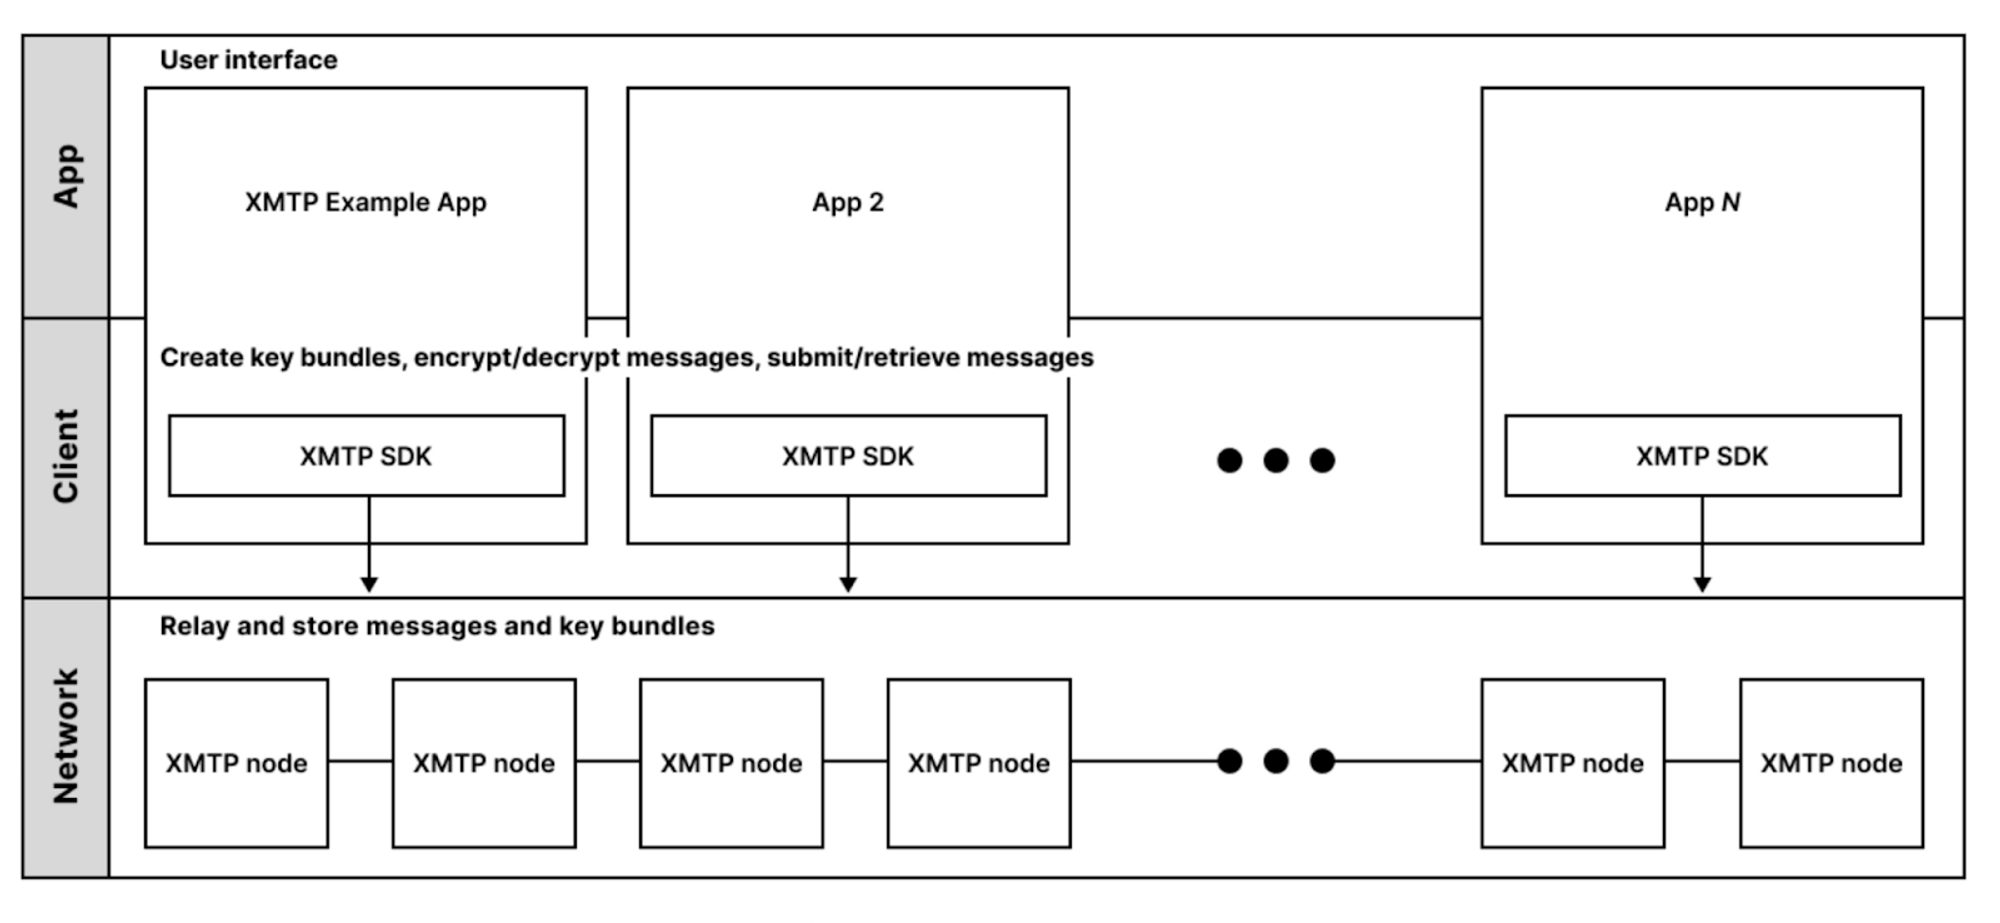 App
User interface
XMTP Example App
App 2
App N
Client
Create key bundles, encrypt/decrypt messages, submit/retrieve messages
XMTP SDK
XMTP SDK
XMTP SDK
Network
Relay and store messages and key bundles
XMTP node
XMTP node
XMTP node
XMTP node
XMTP node
XMTP node